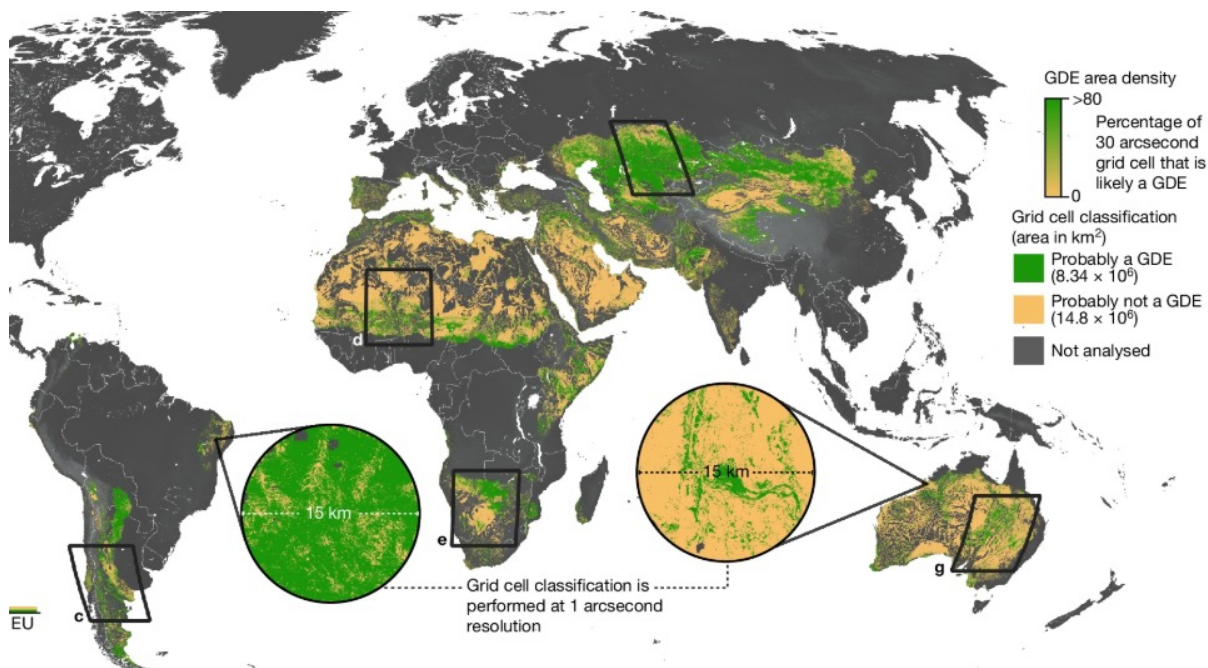 GDE area density
>80
Percentage of
30 arcsecond
grid cell that is
likely a GDE
0
Grid cell classification
(area in km²)
Probably a GDE
(8.34 × 10⁶)
Probably not a GDE
(14.8 × 10⁶)
Not analysed
f
d
e
g
c
15 km
15 km
Grid cell classification is
performed at 1 arcsecond
resolution
EU